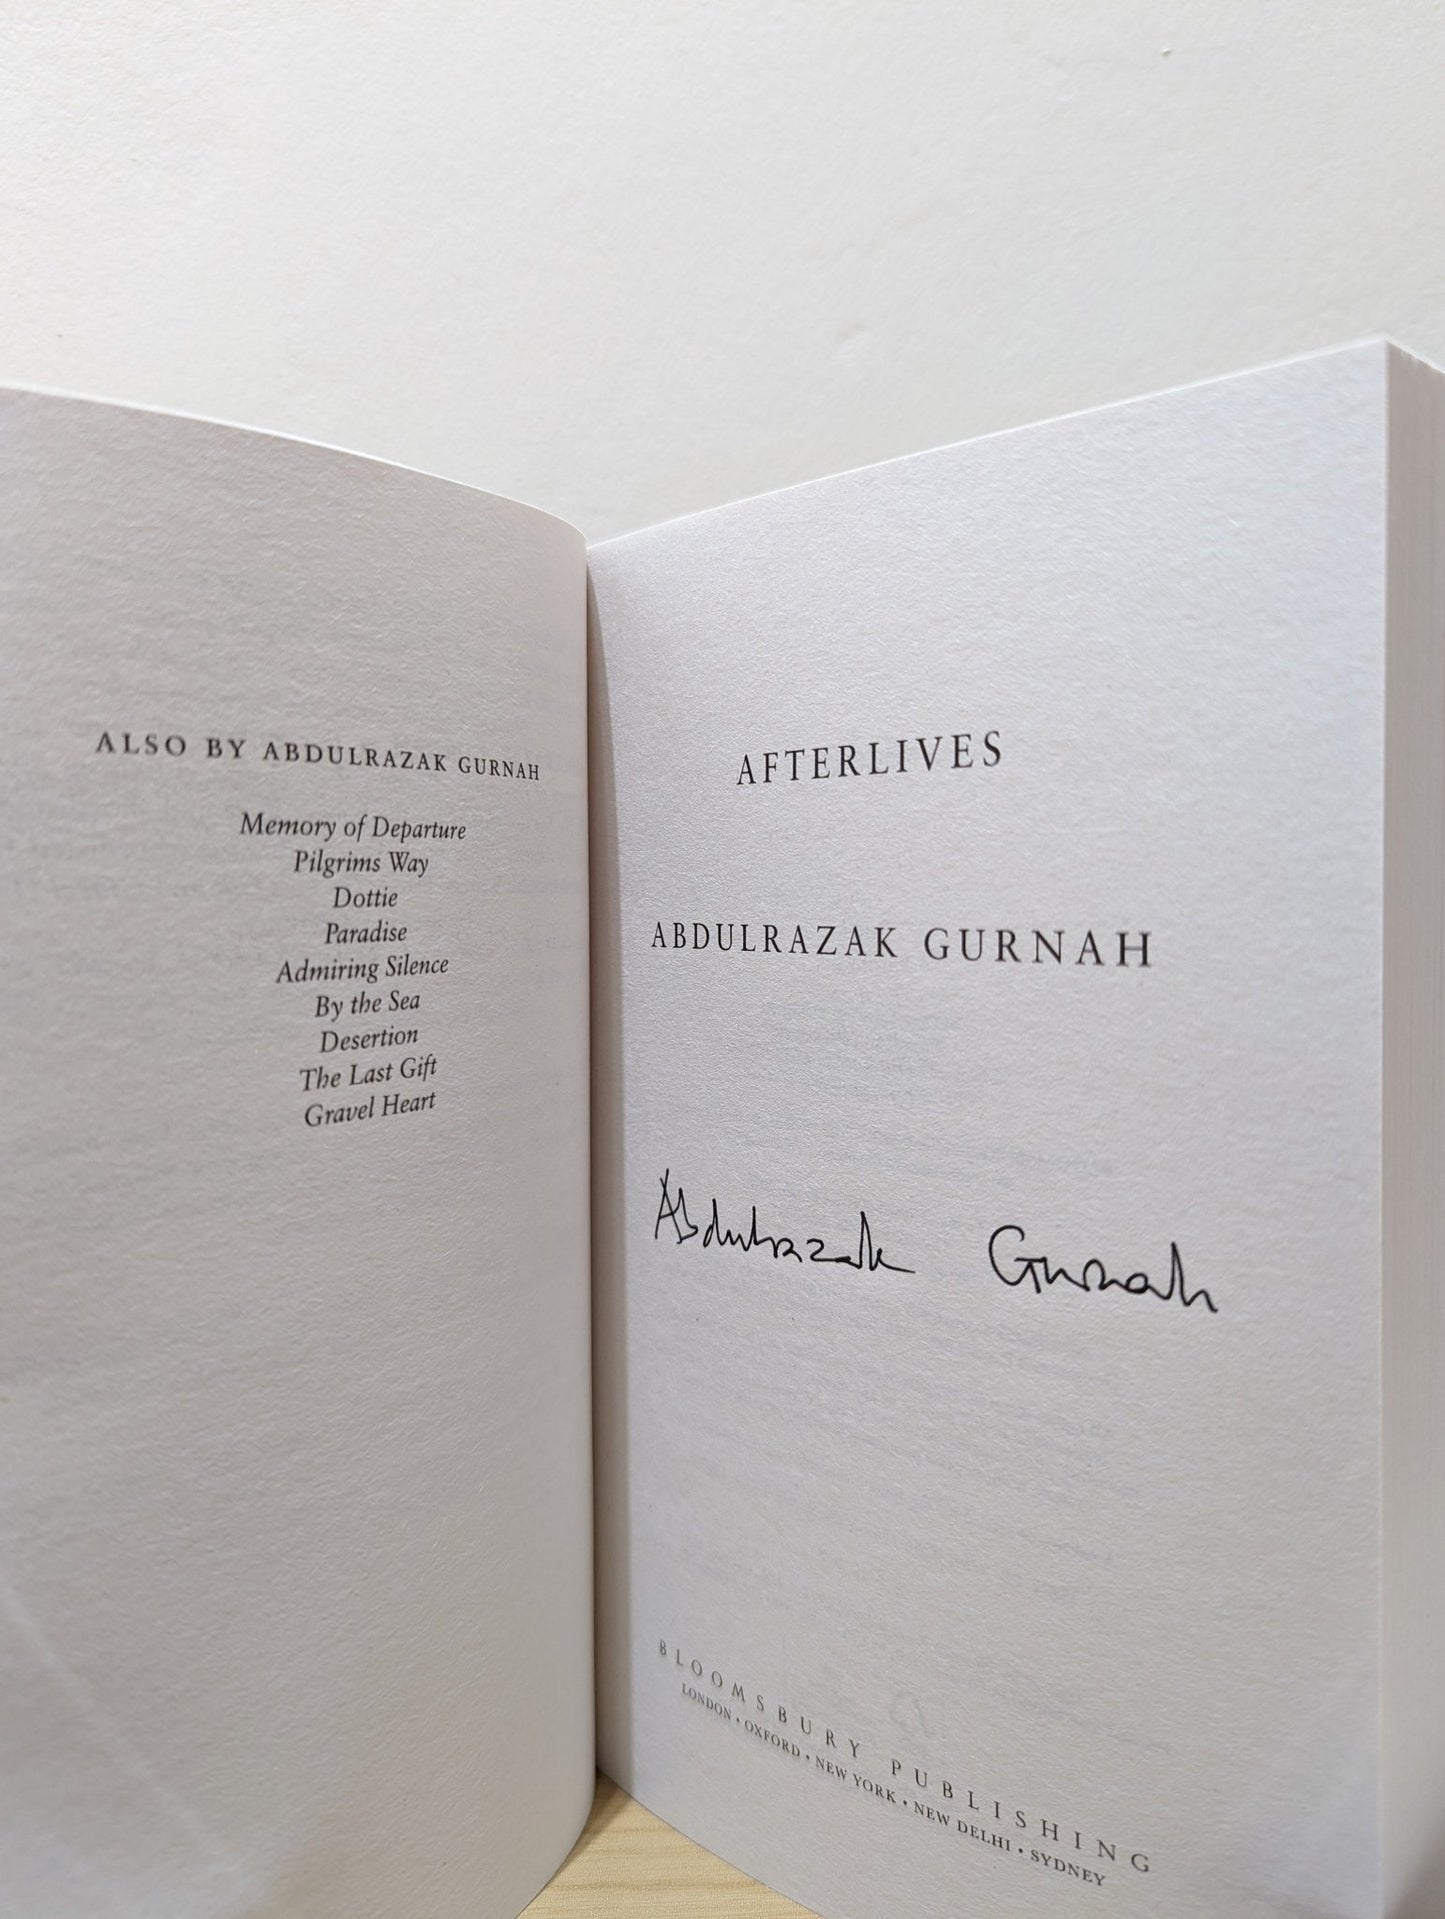 ALSO BY ABDULRAZAK GURNAH
Memory of Departure
Pilgrims Way
Dottie
Paradise
Admiring Silence
By the Sea
Desertion
The Last Gift
Gravel Heart
AFTERLIVES
ABDULRAZAK GURNAH
Abdulrazak Gurnah
BLOOMSBURY PUBLISHING
LONDON • OXFORD • NEW YORK • NEW DELHI • SYDNEY